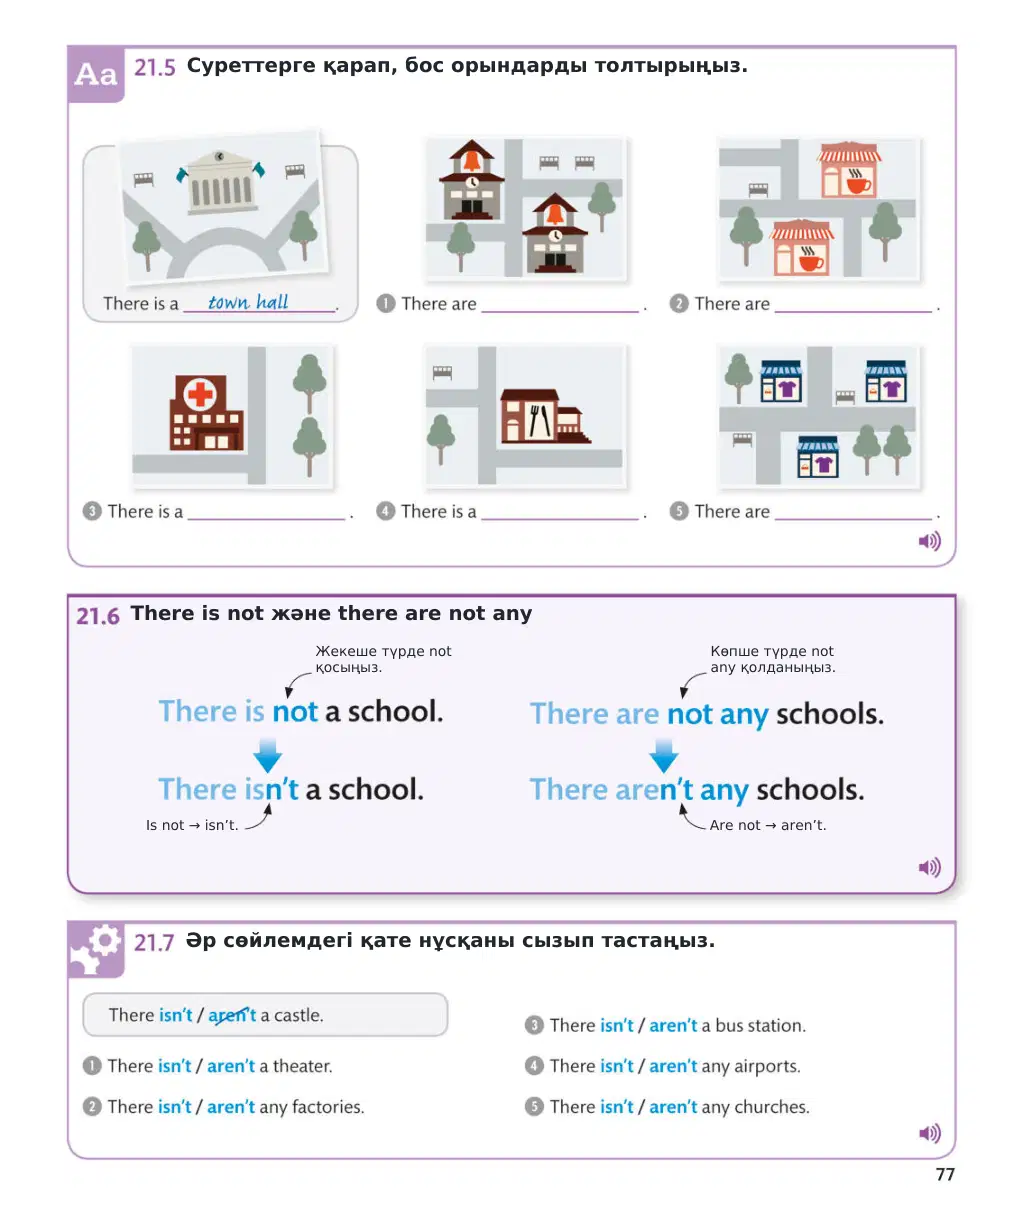 Aa 21.5 Суреттерге қарап, бос орындарды толтырыңыз.
There is a town hall.
1 There are ________ .
2 There are ________ .
3 There is a ________ .
4 There is a ________ .
5 There are ________ .
21.6 There is not және there are not any
Жекеше түрде not
қосыңыз.
There is not a school.
There isn’t a school.
Is not → isn’t.
Көпше түрде not
any қолданыңыз.
There are not any schools.
There aren’t any schools.
Are not → aren’t.
21.7 Әр сөйлемдегі қате нұсқаны сызып тастаңыз.
There isn’t / aren’t a castle.
1 There isn’t / aren’t a theater.
2 There isn’t / aren’t any factories.
3 There isn’t / aren’t a bus station.
4 There isn’t / aren’t any airports.
5 There isn’t / aren’t any churches.
77